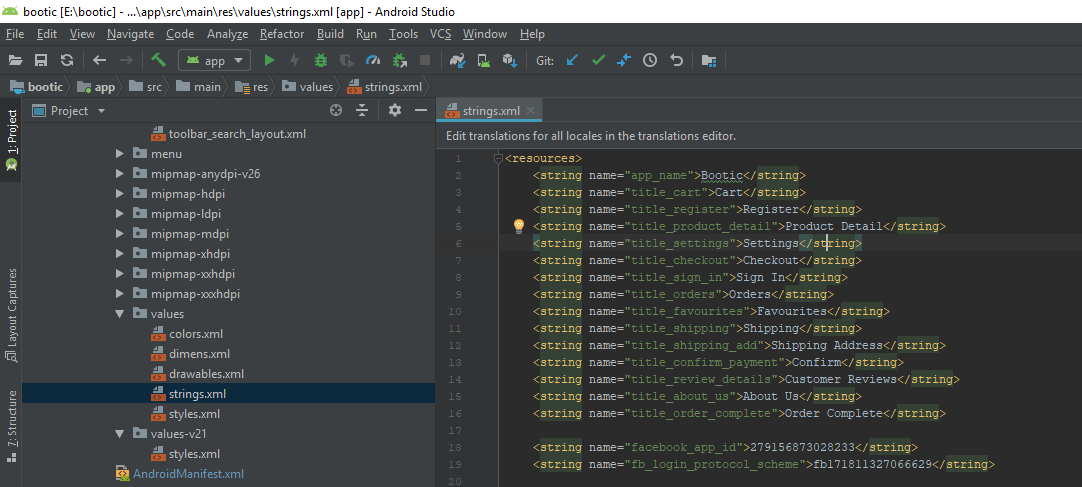 bootic [E:\bootic] - ...\app\src\main\res\values\strings.xml [app] - Android Studio
File Edit View Navigate Code Analyze Refactor Build Run Tools VCS Window Help
app Git:
bootic app src main res values strings.xml
Project
strings.xml
1: Project
Layout Captures
7: Structure
toolbar_search_layout.xml
menu
mipmap-anydpi-v26
mipmap-hdpi
mipmap-ldpi
mipmap-mdpi
mipmap-xhdpi
mipmap-xxhdpi
mipmap-xxxhdpi
values
colors.xml
dimens.xml
drawables.xml
strings.xml
styles.xml
values-v21
styles.xml
AndroidManifest.xml
Edit translations for all locales in the translations editor.
1 <resources>
2 <string name="app_name">Bootic</string>
3 <string name="title_cart">Cart</string>
4 <string name="title_register">Register</string>
5 <string name="title_product_detail">Product Detail</string>
6 <string name="title_settings">Settings</string>
7 <string name="title_checkout">Checkout</string>
8 <string name="title_sign_in">Sign In</string>
9 <string name="title_orders">Orders</string>
10 <string name="title_favourites">Favourites</string>
11 <string name="title_shipping">Shipping</string>
12 <string name="title_shipping_add">Shipping Address</string>
13 <string name="title_confirm_payment">Confirm</string>
14 <string name="title_review_details">Customer Reviews</string>
15 <string name="title_about_us">About Us</string>
16 <string name="title_order_complete">Order Complete</string>
17
18 <string name="facebook_app_id">279156873028233</string>
19 <string name="fb_login_protocol_scheme">fb171811327066629</string>
20